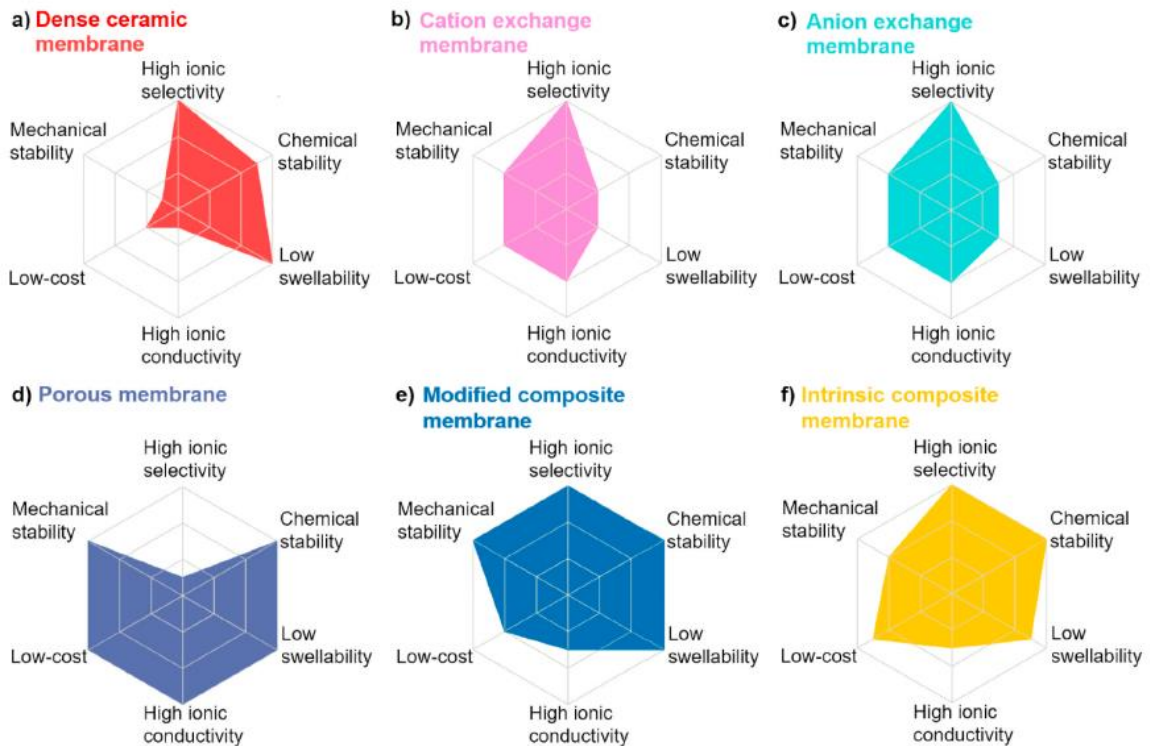 a) Dense ceramic
membrane
High ionic
selectivity
Mechanical
stability
Chemical
stability
Low-cost
Low
swellability
High ionic
conductivity
b) Cation exchange
membrane
High ionic
selectivity
Mechanical
stability
Chemical
stability
Low-cost
Low
swellability
High ionic
conductivity
c) Anion exchange
membrane
High ionic
selectivity
Mechanical
stability
Chemical
stability
Low-cost
Low
swellability
High ionic
conductivity
d) Porous membrane
High ionic
selectivity
Mechanical
stability
Chemical
stability
Low-cost
Low
swellability
High ionic
conductivity
e) Modified composite
membrane
High ionic
selectivity
Mechanical
stability
Chemical
stability
Low-cost
Low
swellability
High ionic
conductivity
f) Intrinsic composite
membrane
High ionic
selectivity
Mechanical
stability
Chemical
stability
Low-cost
Low
swellability
High ionic
conductivity